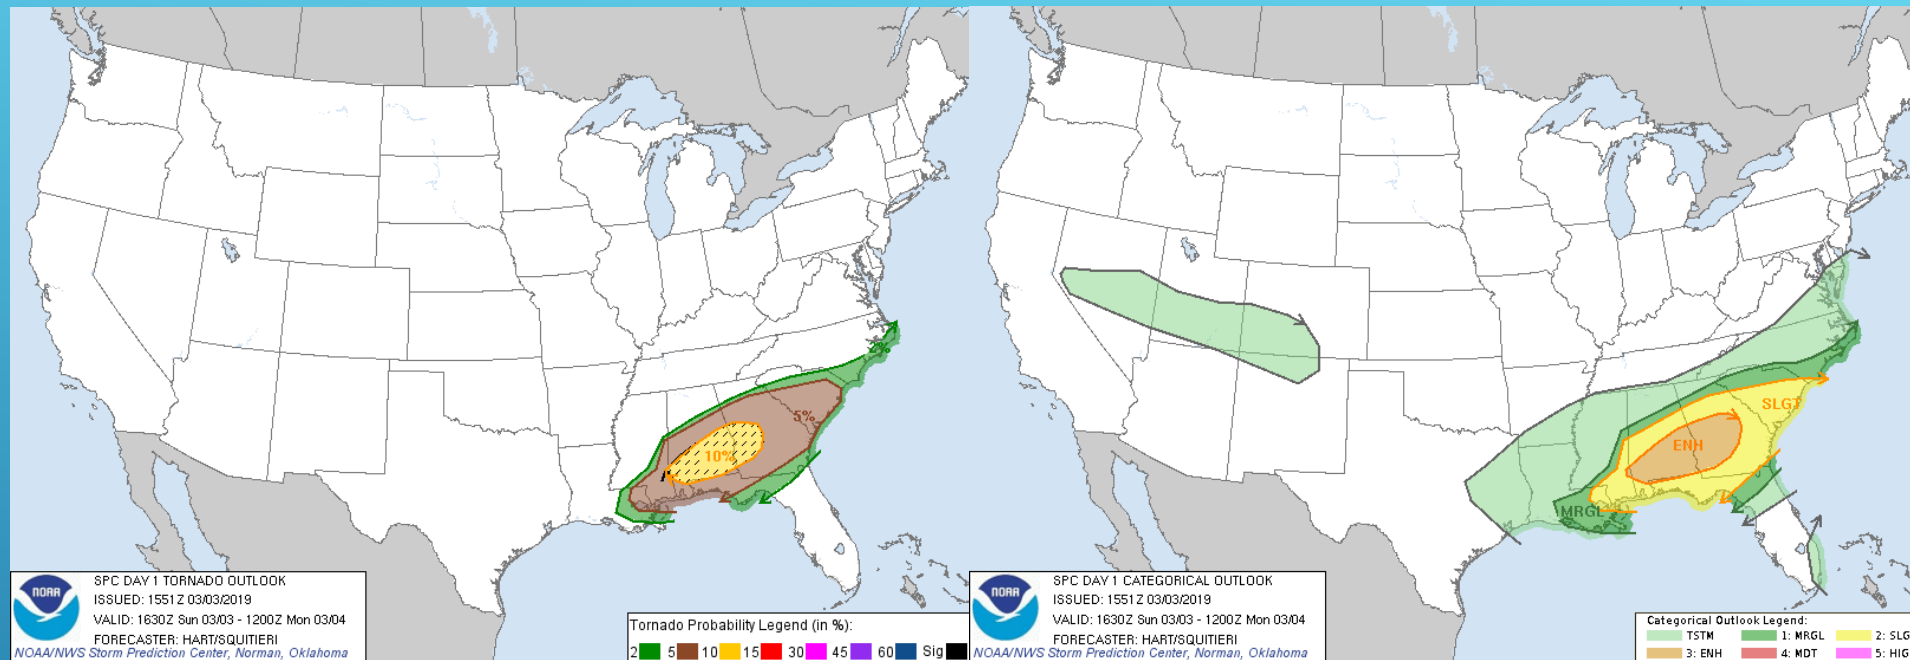 2%
5%
10%
NOAA
SPC DAY 1 TORNADO OUTLOOK
ISSUED: 1551Z 03/03/2019
VALID: 1630Z Sun 03/03 - 1200Z Mon 03/04
FORECASTER: HART/SQUITIERI
NOAA/NWS Storm Prediction Center, Norman, Oklahoma
Tornado Probability Legend (in %):
2 5 10 15 30 45 60 Sig
SLGT
ENH
MRGL
NOAA
SPC DAY 1 CATEGORICAL OUTLOOK
ISSUED: 1551Z 03/03/2019
VALID: 1630Z Sun 03/03 - 1200Z Mon 03/04
FORECASTER: HART/SQUITIERI
NOAA/NWS Storm Prediction Center, Norman, Oklahoma
Categorical Outlook Legend:
TSTM 1: MRGL 2: SLG
3: ENH 4: MDT 5: HIG